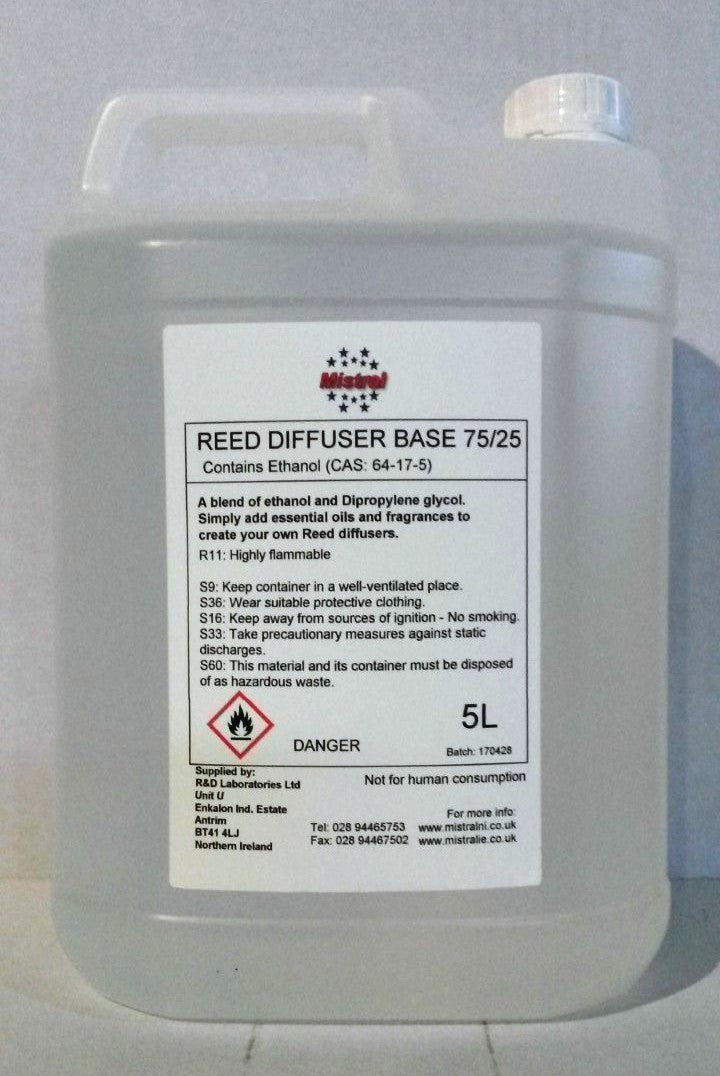 Mistral
REED DIFFUSER BASE 75/25
Contains Ethanol (CAS: 64-17-5)
A blend of ethanol and Dipropylene glycol.
Simply add essential oils and fragrances to
create your own Reed diffusers.
R11: Highly flammable
S9: Keep container in a well-ventilated place.
S36: Wear suitable protective clothing.
S16: Keep away from sources of ignition - No smoking.
S33: Take precautionary measures against static
discharges.
S60: This material and its container must be disposed
of as hazardous waste.
5L
DANGER
Batch: 170428
Supplied by:
R&D Laboratories Ltd
Unit U
Enkalon Ind. Estate
Antrim
BT41 4LJ
Northern Ireland
Not for human consumption
For more info:
Tel: 028 94465753 www.mistralni.co.uk
Fax: 028 94467502 www.mistralie.co.uk